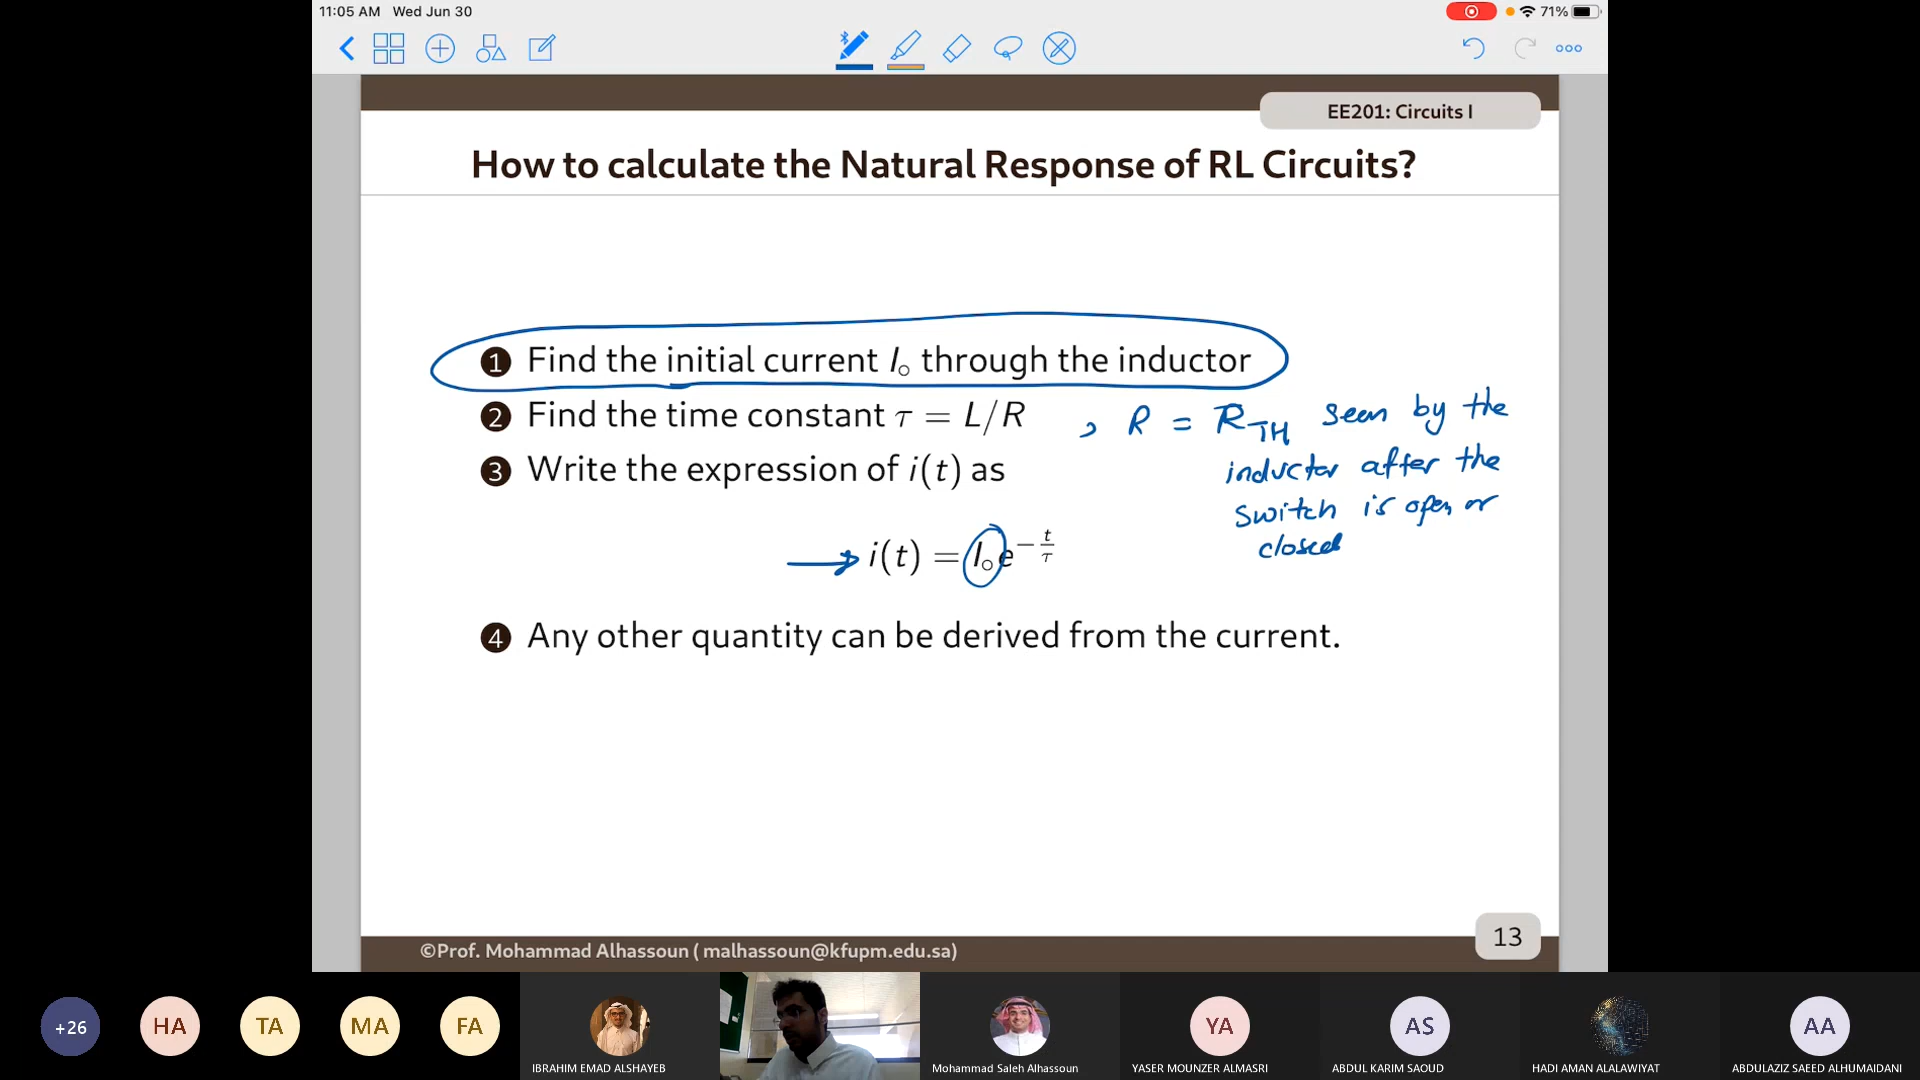 11:05 AM Wed Jun 30
71%
EE201: Circuits I
How to calculate the Natural Response of RL Circuits?
1 Find the initial current I₀ through the inductor
2 Find the time constant τ = L/R
, R = R_TH seen by the
inductor after the
switch is open or
closed
3 Write the expression of i(t) as
→ i(t) = I₀e^(-t/τ)
4 Any other quantity can be derived from the current.
13
©Prof. Mohammad Alhassoun ( malhassoun@kfupm.edu.sa)
+26
HA
TA
MA
FA
IBRAHIM EMAD ALSHAYEB
Mohammad Saleh Alhassoun
YA
YASER MOUNZER ALMASRI
AS
ABDUL KARIM SAOUD
HADI AMAN ALALAWIYAT
AA
ABDULAZIZ SAEED ALHUMAIDANI